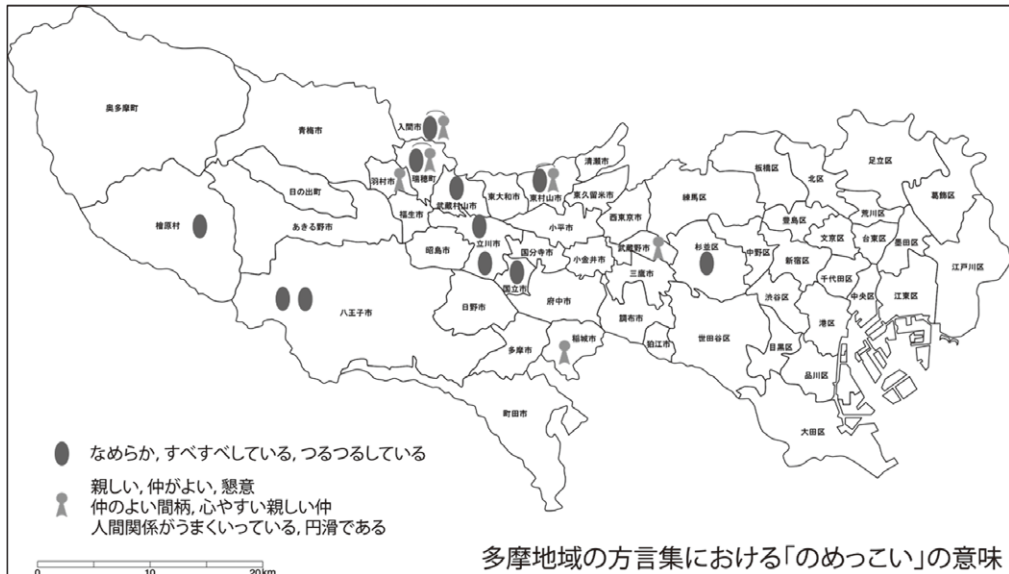 奥多摩町
青梅市
入間市
瑞穂町
羽村市
日の出町
檜原村
あきる野市
福生市
武蔵村山市
東大和市
東村山市
清瀬市
東久留米市
西東京市
小平市
立川市
昭島市
国分寺市
国立市
小金井市
武蔵野市
三鷹市
八王子市
日野市
府中市
調布市
狛江市
多摩市
稲城市
町田市
練馬区
板橋区
北区
足立区
葛飾区
荒川区
豊島区
文京区
台東区
墨田区
杉並区
中野区
新宿区
千代田区
中央区
江東区
江戸川区
渋谷区
港区
世田谷区
目黒区
品川区
大田区
なめらか, すべすべしている, つるつるしている
親しい, 仲がよい, 懇意
仲のよい間柄, 心やすい親しい仲
人間関係がうまくいっている, 円滑である
0 10 20km
多摩地域の方言集における「のめっこい」の意味